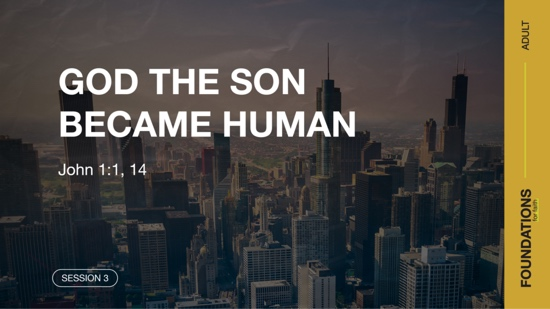 GOD THE SON
BECAME HUMAN
John 1:1, 14
SESSION 3
ADULT
FOUNDATIONS
for faith